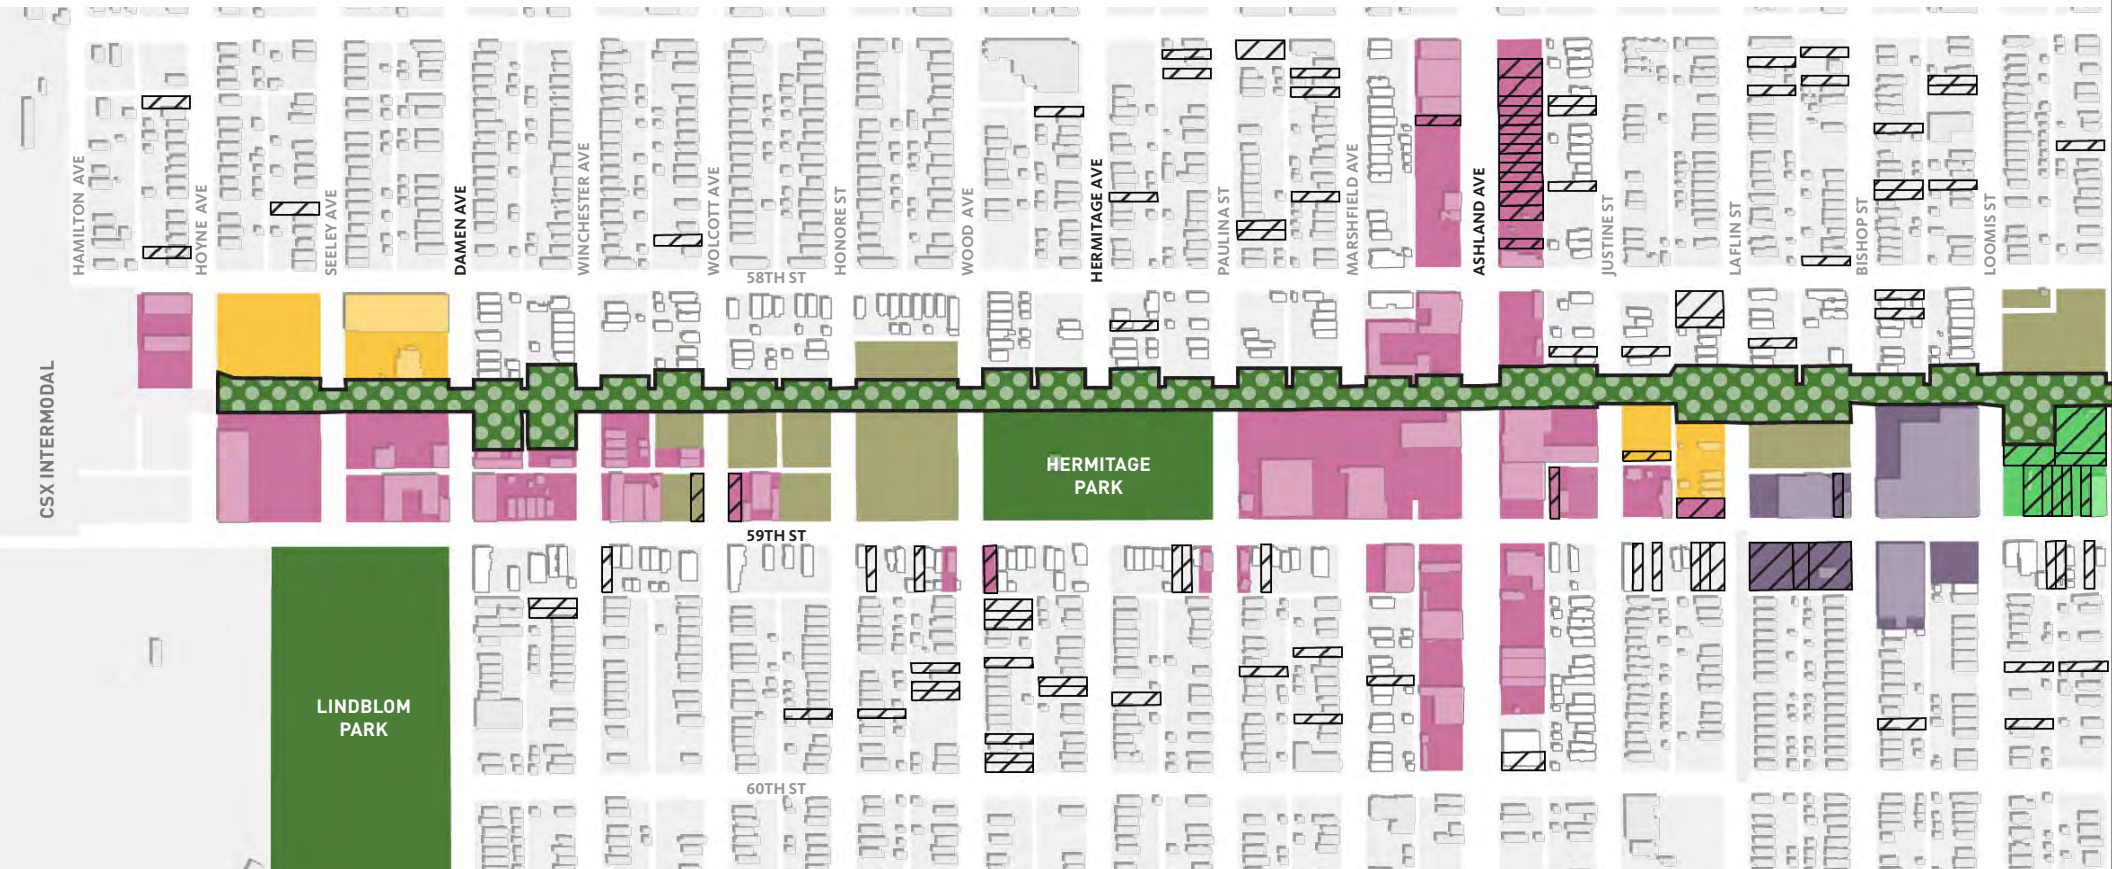 HAMILTON AVE
HOYNE AVE
SEELEY AVE
DAMEN AVE
WINCHESTER AVE
WOLCOTT AVE
58TH ST
HONORE ST
WOOD AVE
HERMITAGE AVE
PAULINA ST
MARSHFIELD AVE
ASHLAND AVE
JUSTINE ST
LAFLIN ST
BISHOP ST
LOOMIS ST
CSX INTERMODAL
HERMITAGE
PARK
59TH ST
LINDBLOM
PARK
60TH ST